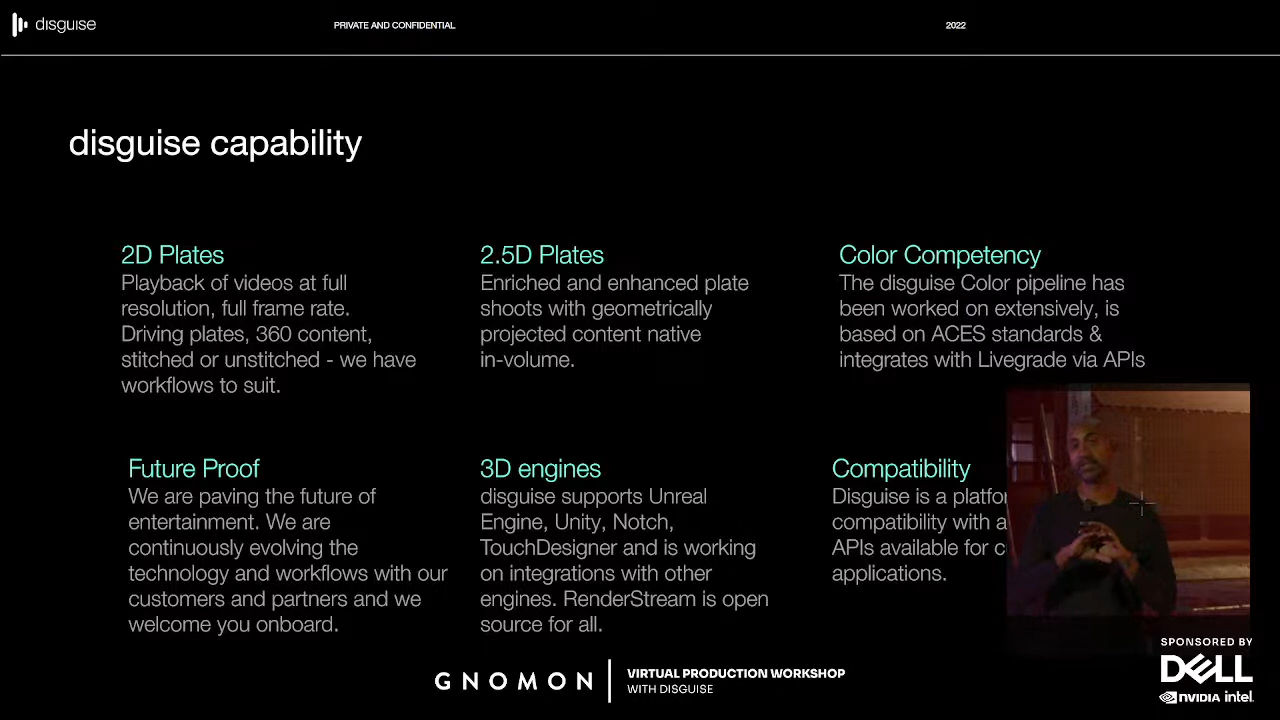 disguise
PRIVATE AND CONFIDENTIAL
2022
disguise capability
2D Plates
Playback of videos at full
resolution, full frame rate.
Driving plates, 360 content,
stitched or unstitched - we have
workflows to suit.
2.5D Plates
Enriched and enhanced plate
shoots with geometrically
projected content native
in-volume.
Color Competency
The disguise Color pipeline has
been worked on extensively, is
based on ACES standards &
integrates with Livegrade via APIs
Future Proof
We are paving the future of
entertainment. We are
continuously evolving the
technology and workflows with our
customers and partners and we
welcome you onboard.
3D engines
disguise supports Unreal
Engine, Unity, Notch,
TouchDesigner and is working
on integrations with other
engines. RenderStream is open
source for all.
Compatibility
Disguise is a
compatibility with
APIs available for
applications.
GNOMON
VIRTUAL PRODUCTION WORKSHOP
WITH DISGUISE
SPONSORED BY
DELL
NVIDIA intel.